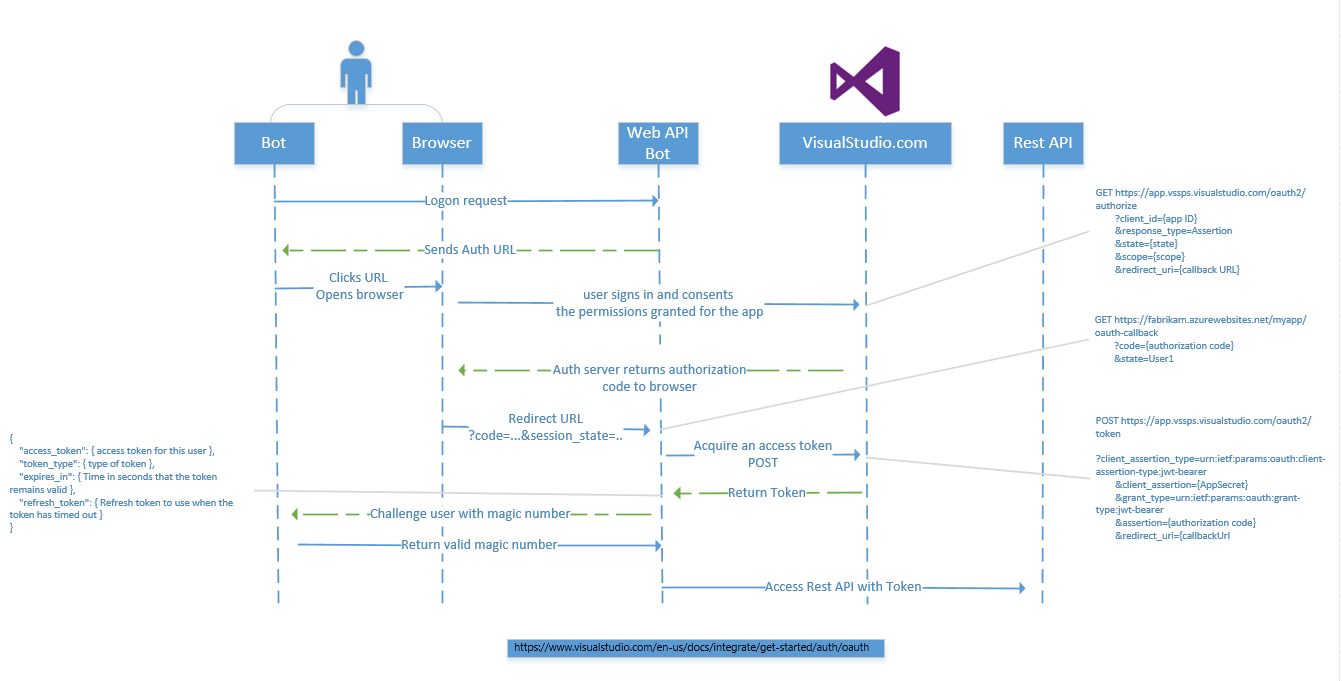 Bot
Browser
Web API
Bot
VisualStudio.com
Rest API
Logon request
Sends Auth URL
Clicks URL
Opens browser
user signs in and consents
the permissions granted for the app
Auth server returns authorization
code to browser
Redirect URL
?code=...&session_state=..
Acquire an access token
POST
Return Token
Challenge user with magic number
Return valid magic number
Access Rest API with Token
GET https://app.vssps.visualstudio.com/oauth2/
authorize
?client_id={app ID}
&response_type=Assertion
&state={state}
&scope={scope}
&redirect_uri={callback URL}
GET https://fabrikam.azurewebsites.net/myapp/
oauth-callback
?code={authorization code}
&state=User1
POST https://app.vssps.visualstudio.com/oauth2/
token
?client_assertion_type=urn:ietf:params:oauth:client-
assertion-type:jwt-bearer
&client_assertion={AppSecret}
&grant_type=urn:ietf:params:oauth:grant-
type:jwt-bearer
&assertion={authorization code}
&redirect_uri={callbackUrl
{
"access_token": { access token for this user },
"token_type": { type of token },
"expires_in": { Time in seconds that the token
remains valid },
"refresh_token": { Refresh token to use when the
token has timed out }
}
https://www.visualstudio.com/en-us/docs/integrate/get-started/auth/oauth